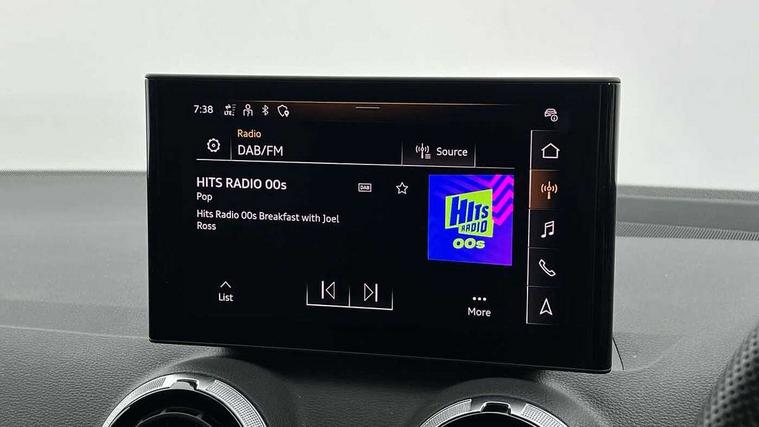 7:38
LTE
Radio
DAB/FM
Source
HITS RADIO 00s
DAB
Pop
Hits Radio 00s Breakfast with Joel
Ross
HITS
RADIO
00s
List
More